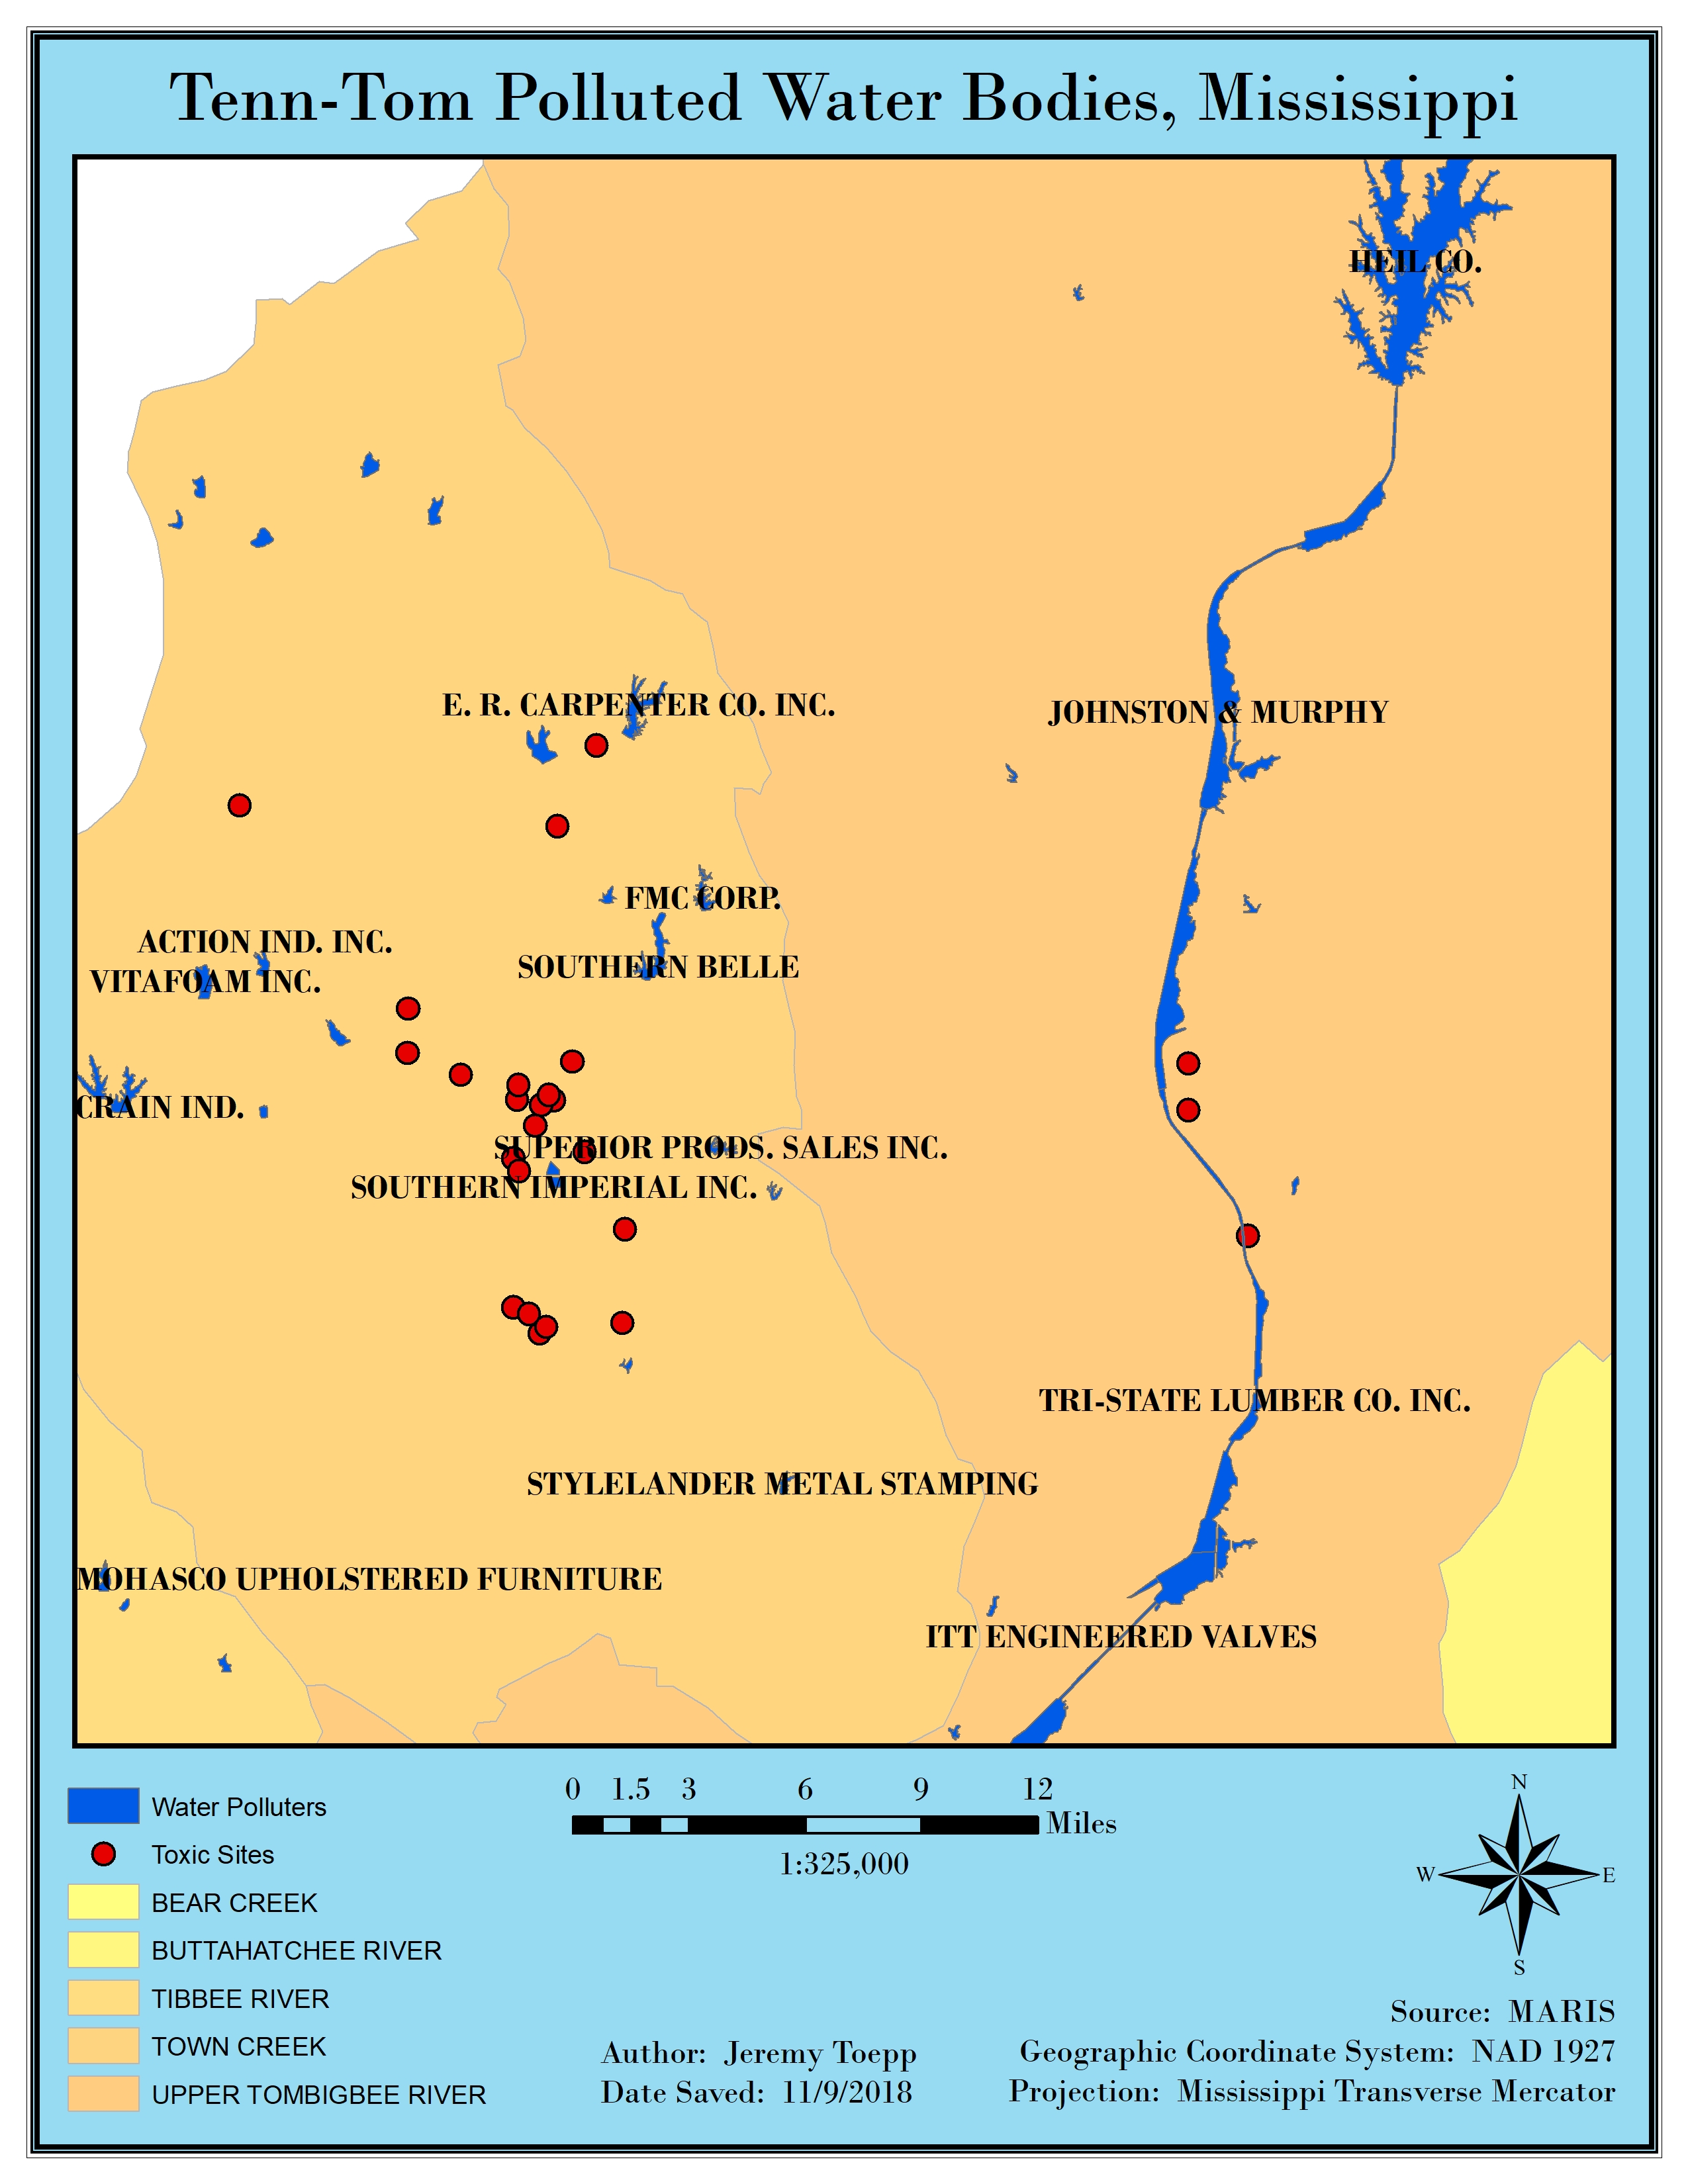 Tenn-Tom Polluted Water Bodies, Mississippi
HEIL CO.
E. R. CARPENTER CO. INC.
JOHNSTON & MURPHY
FMC CORP.
ACTION IND. INC.
SOUTHERN BELLE
VITAFOAM INC.
CRAIN IND.
SUPERIOR PRODS. SALES INC.
SOUTHERN IMPERIAL INC.
TRI-STATE LUMBER CO. INC.
STYLELANDER METAL STAMPING
MOHASCO UPHOLSTERED FURNITURE
ITT ENGINEERED VALVES
Water Polluters
Toxic Sites
BEAR CREEK
BUTTAHATCHEE RIVER
TIBBEE RIVER
TOWN CREEK
UPPER TOMBIGBEE RIVER
0 1.5 3 6 9 12
Miles
1:325,000
N
W E
S
Author: Jeremy Toepp
Date Saved: 11/9/2018
Source: MARIS
Geographic Coordinate System: NAD 1927
Projection: Mississippi Transverse Mercator